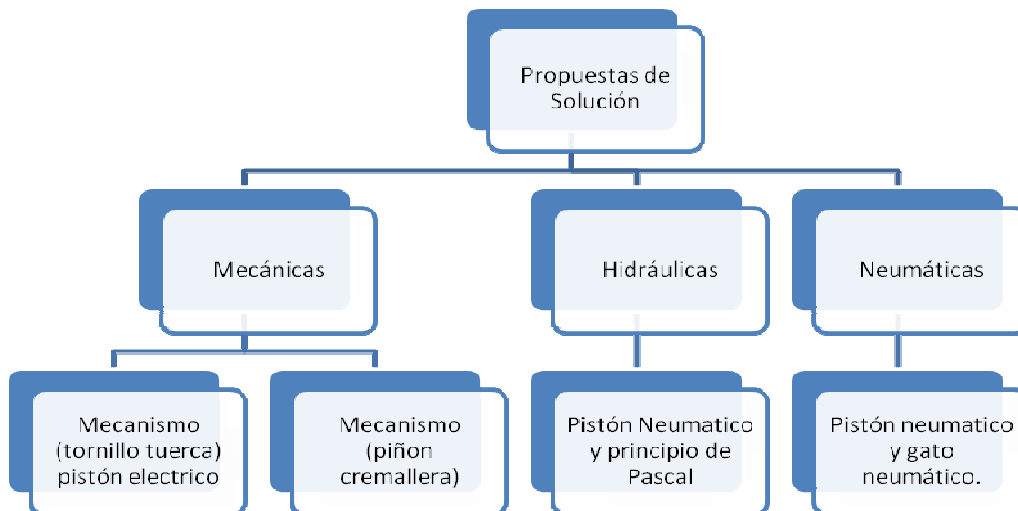 Propuestas de
Solución
Mecánicas
Hidráulicas
Neumáticas
Mecanismo
(tornillo tuerca)
pistón electrico
Mecanismo
(piñon
cremallera)
Pistón Neumatico
y principio de
Pascal
Pistón neumatico
y gato
neumático.